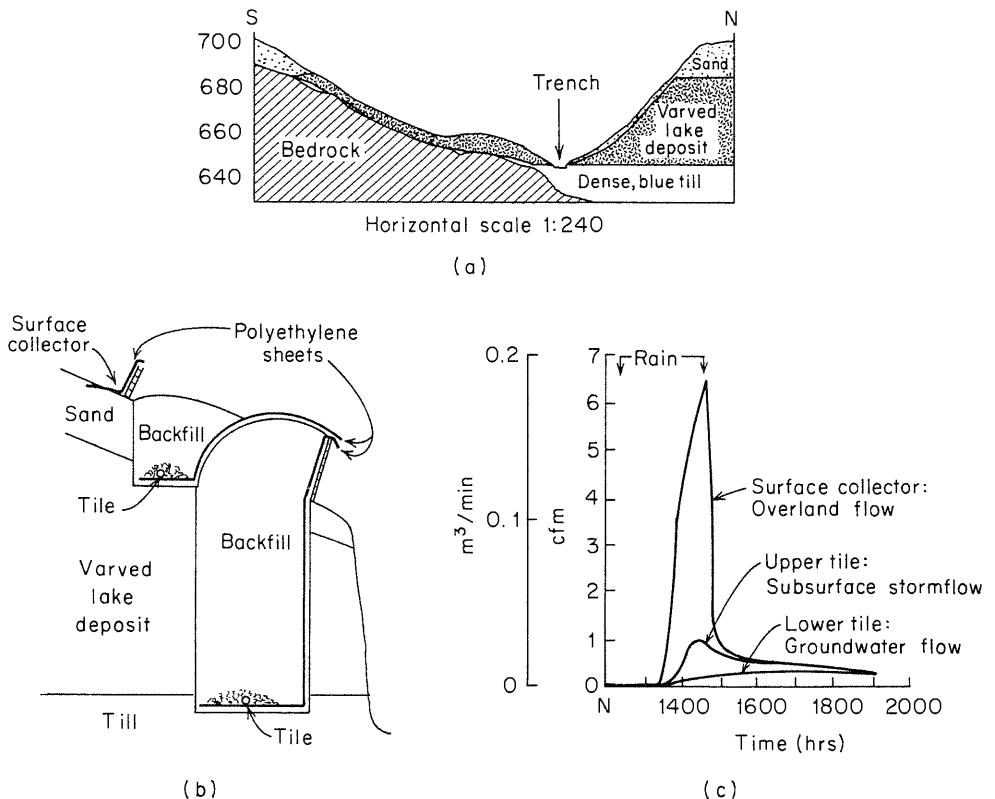 S
N
700
680
660
640
Sand
Trench
Varved
lake
deposit
Bedrock
Dense, blue till
Horizontal scale 1:240
(a)
Surface
collector
Polyethylene
sheets
Sand
Backfill
Tile
Backfill
Varved
lake
deposit
Till
Tile
(b)
0.2
0.1
0
m³/min
7
6
5
4
3
2
1
0
cfm
Rain
Surface collector:
Overland flow
Upper tile:
Subsurface stormflow
Lower tile:
Groundwater flow
N 1400 1600 1800 2000
Time (hrs)
(c)